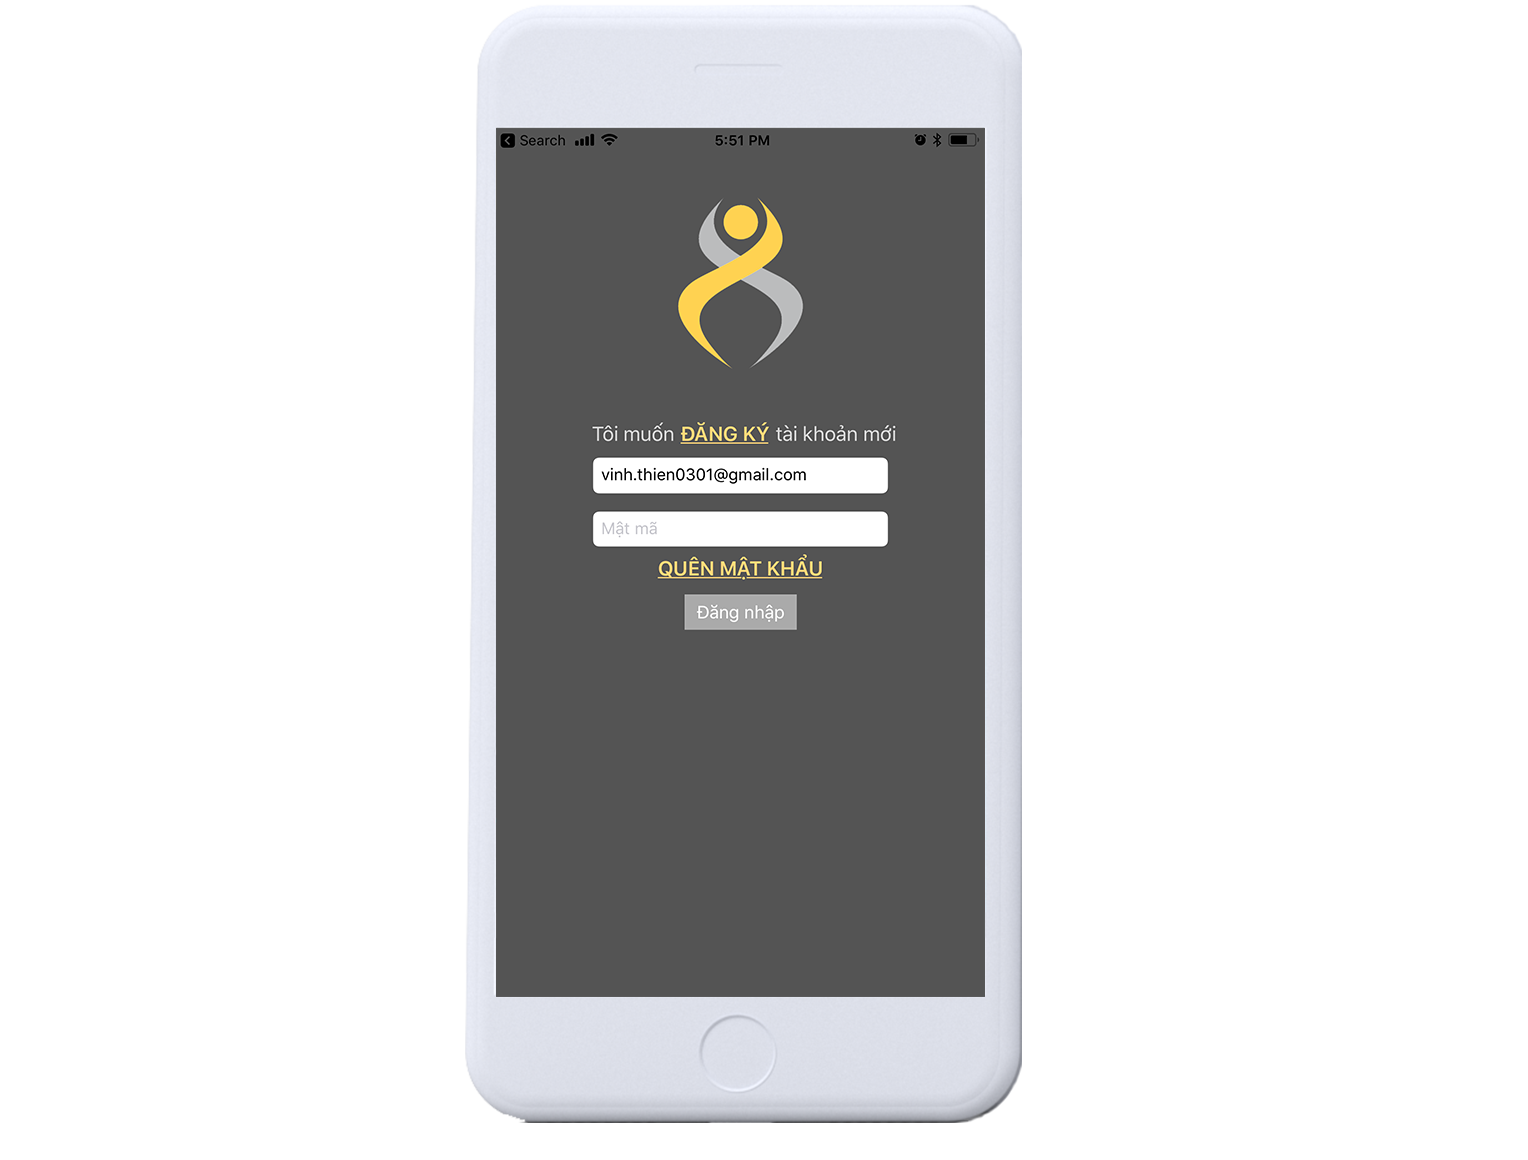 Search 5:51 PM
Tôi muốn ĐĂNG KÝ tài khoản mới
vinh.thien0301@gmail.com
Mật mã
QUÊN MẬT KHẨU
Đăng nhập